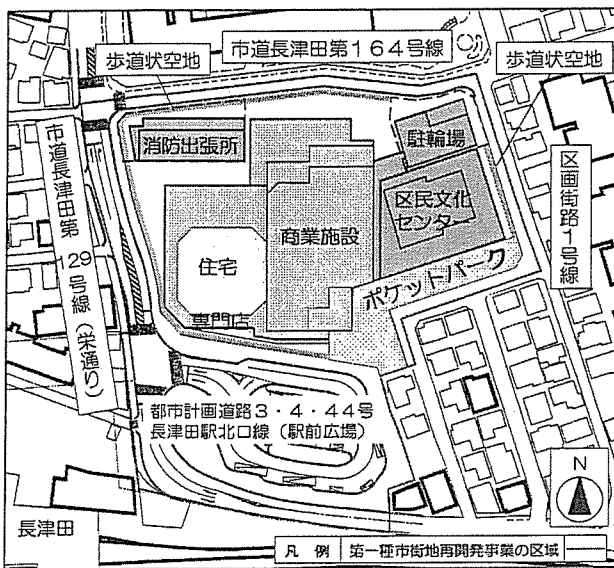 歩道状空地
市道長津田第164号線
歩道状空地
消防出張所
駐輪場
市道長津田第
129号線(栄通り)
区民文化
センター
区画街路1号線
商業施設
住宅
専門店
ポケットパーク
都市計画道路3・4・44号
長津田駅北口線(駅前広場)
N
長津田
凡 例
第一種市街地再開発事業の区域